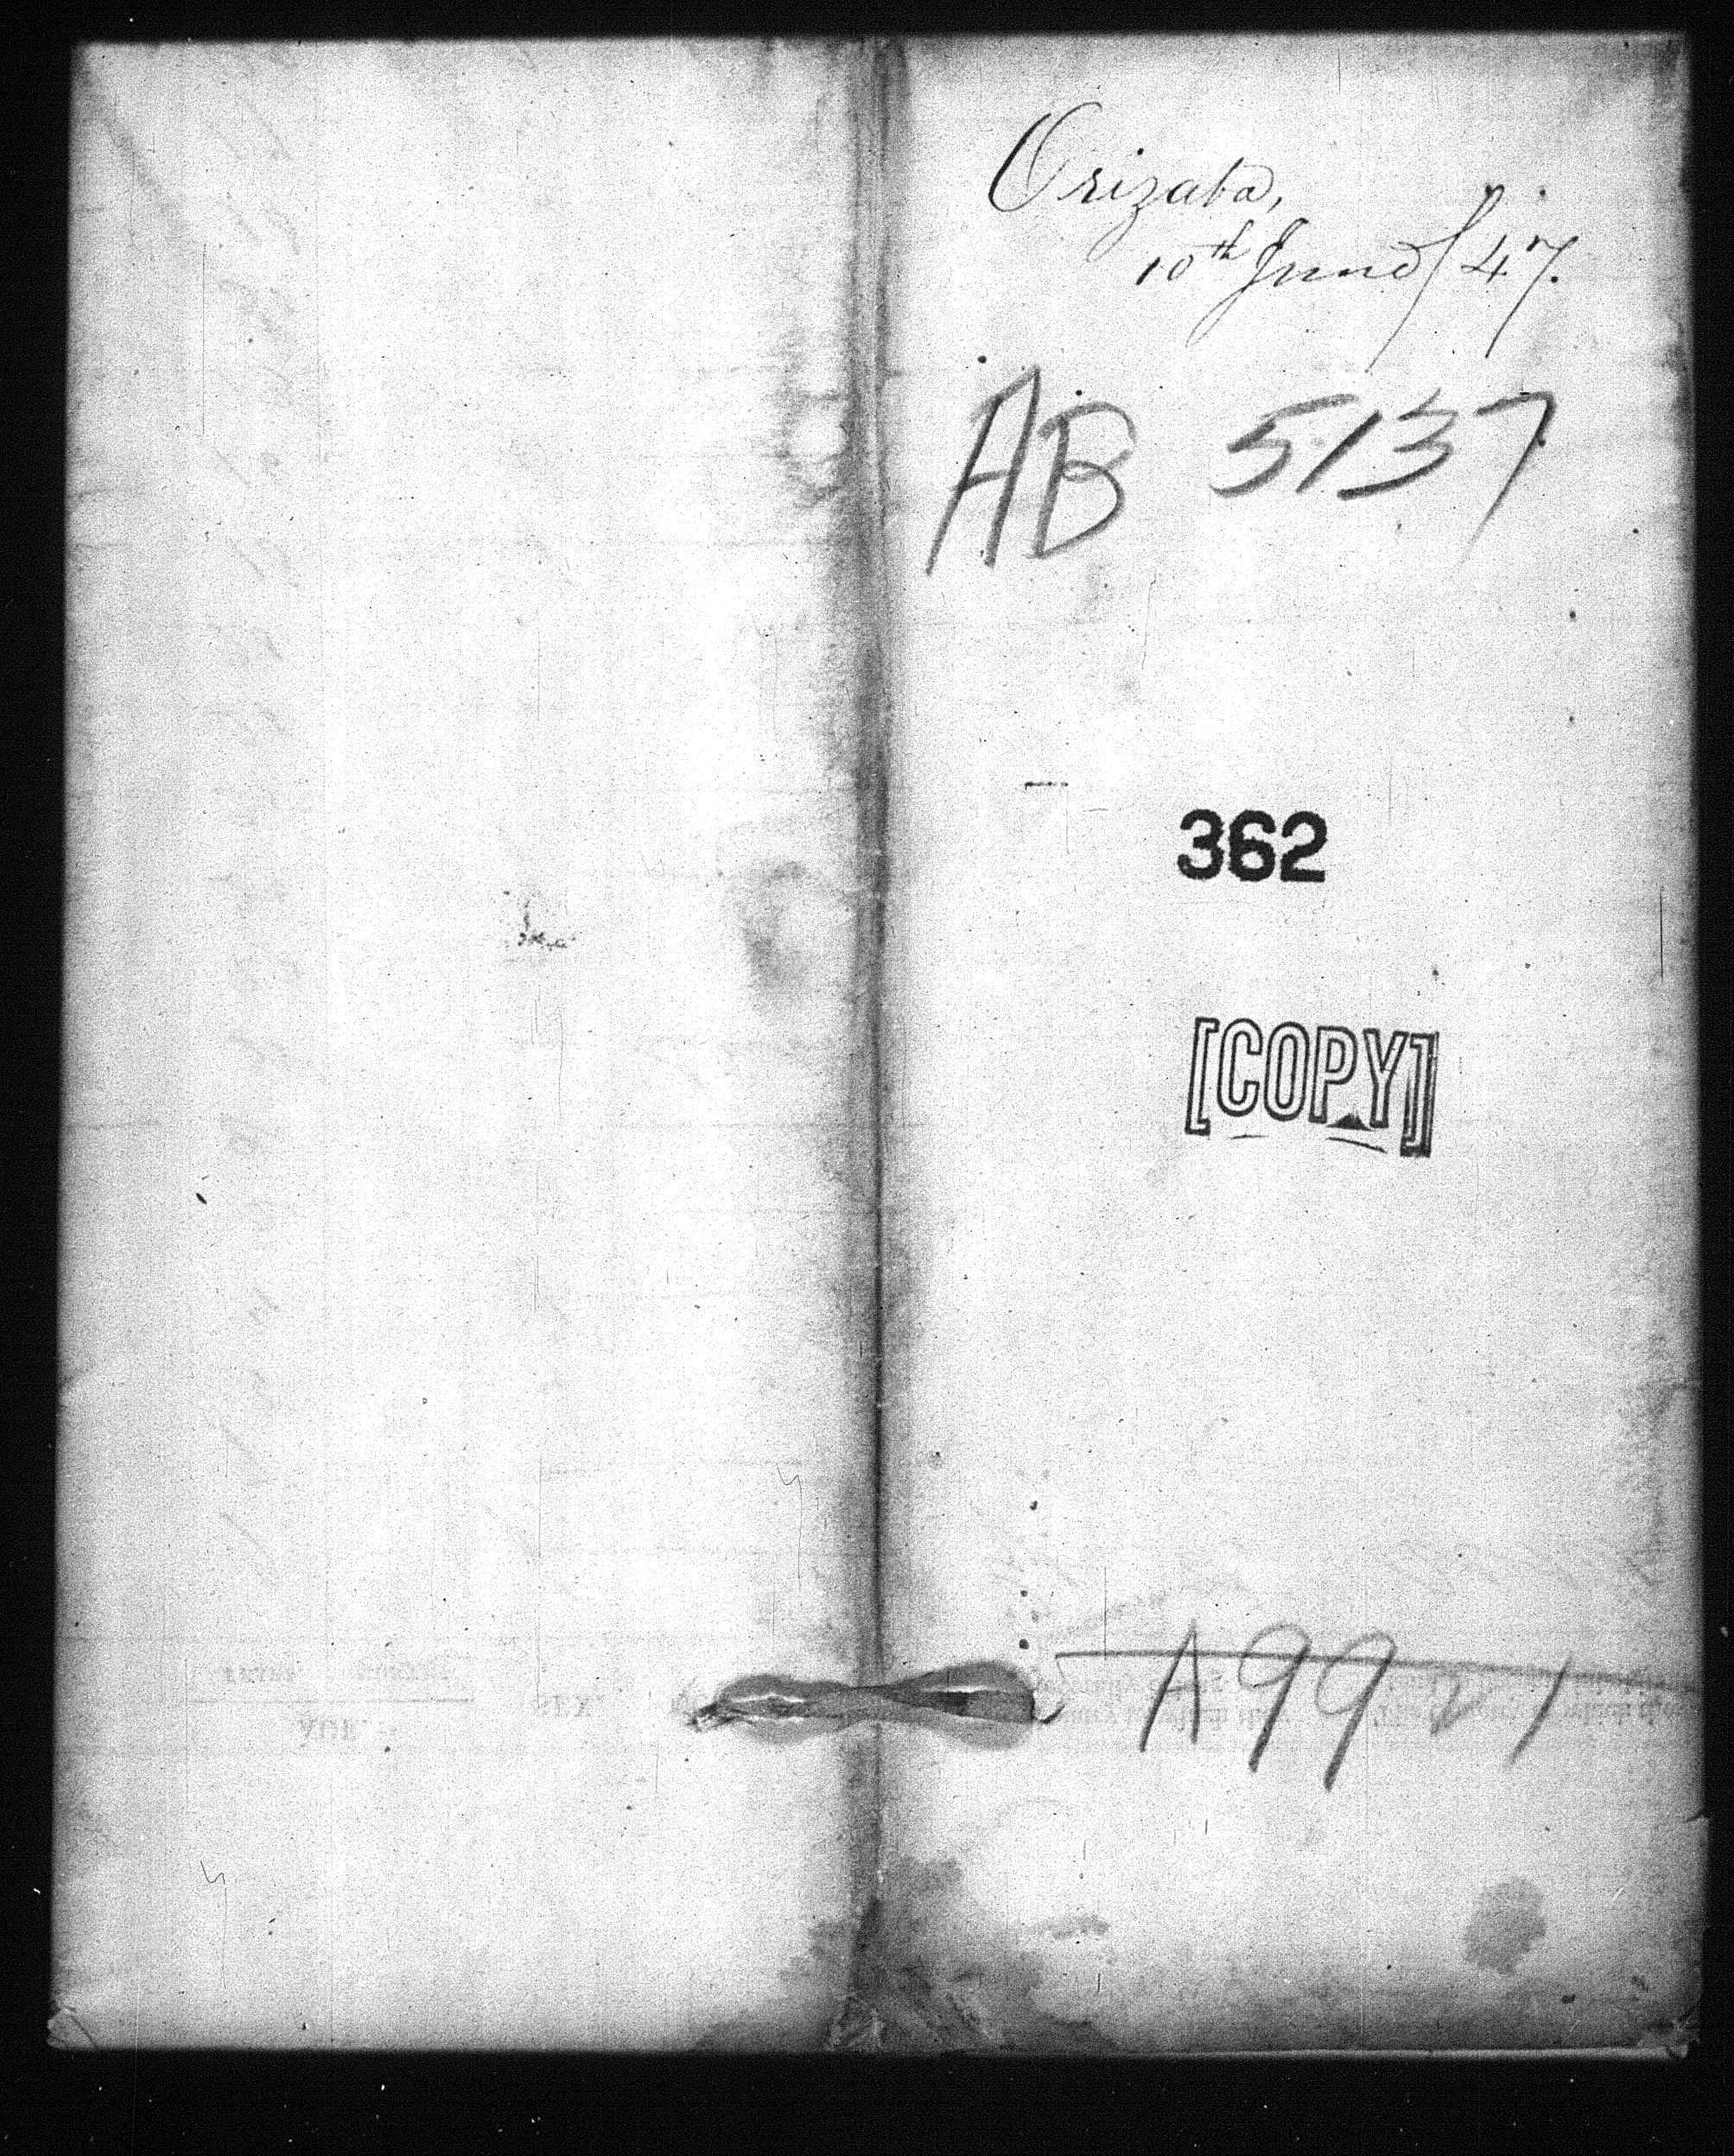 Orizaba,
10th June/47.
AB 5137
362
[COPY]
A99